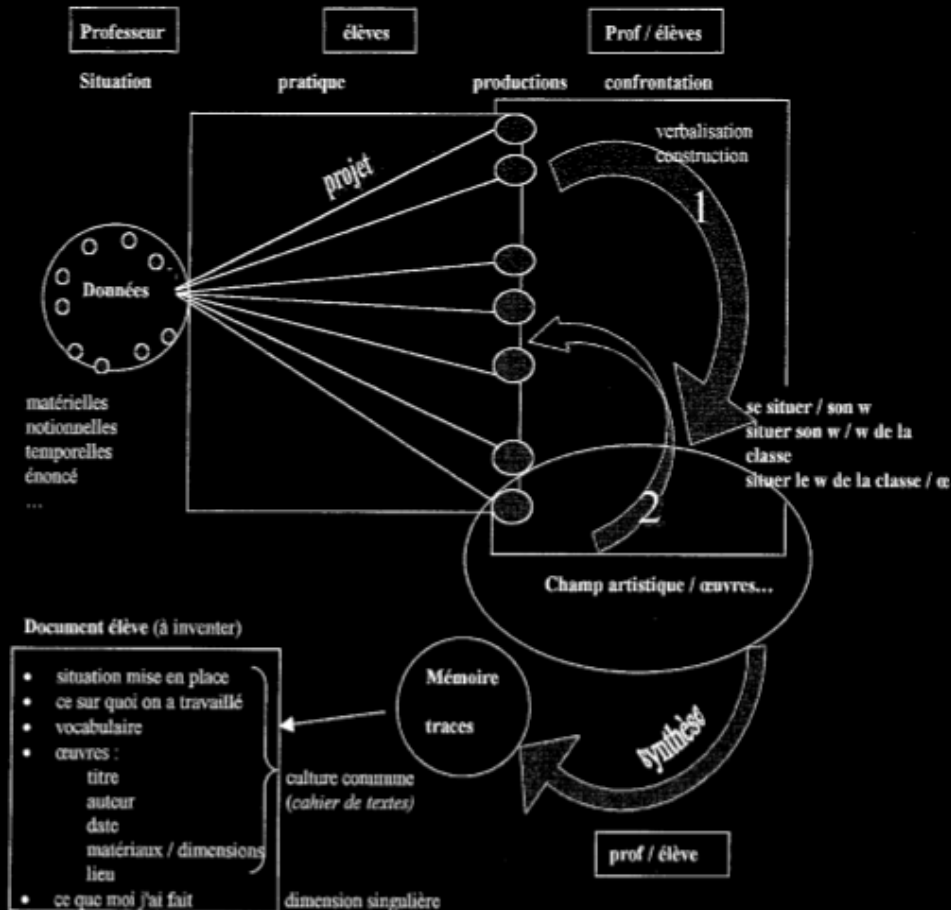 Professeur
élèves
Prof / élèves
Situation
pratique
productions
confrontation
verbalisation
construction
projet
1
Données
matérielles
notionnelles
temporelles
énoncé
...
se situer / son w
situer son w / w de la
classe
situer le w de la classe / œ
2
Champ artistique / œuvres...
Document élève (à inventer)
• situation mise en place
• ce sur quoi on a travaillé
• vocabulaire
• œuvres :
titre
auteur
date
matériaux / dimensions
lieu
• ce que moi j'ai fait
culture commune
(cahier de textes)
dimension singulière
Mémoire
traces
synthèse
prof / élève